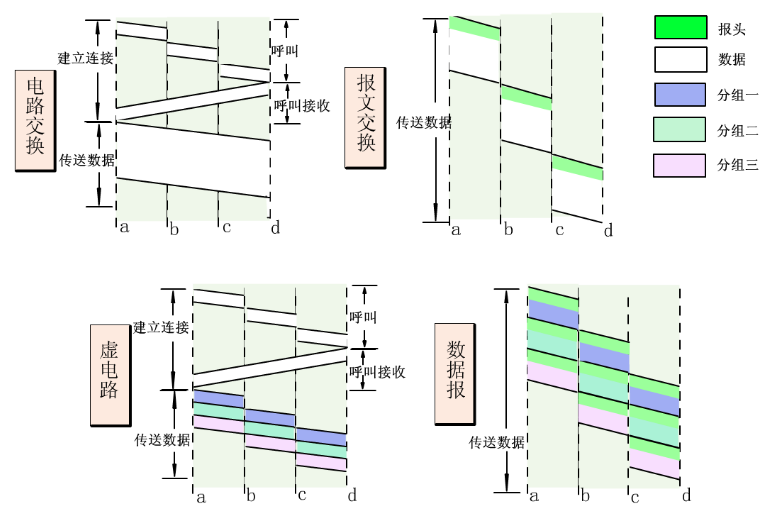 电路交换
建立连接
传送数据
呼叫
呼叫接收
a b c d
报文交换
传送数据
a b c d
报头
数据
分组一
分组二
分组三
虚电路
建立连接
传送数据
呼叫
呼叫接收
a b c d
数据报
传送数据
a b c d